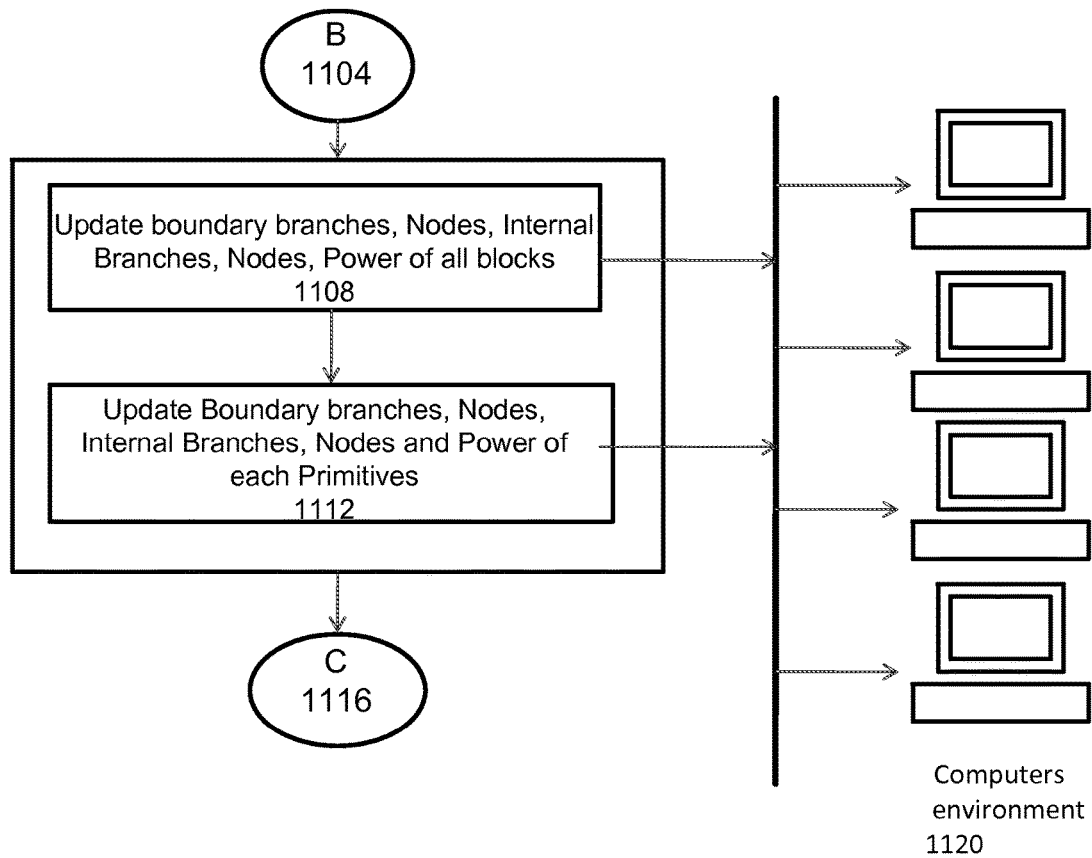 B
1104
Update boundary branches, Nodes, Internal
Branches, Nodes, Power of all blocks
1108
Update Boundary branches, Nodes,
Internal Branches, Nodes and Power of
each Primitives
1112
C
1116
Computers
environment
1120